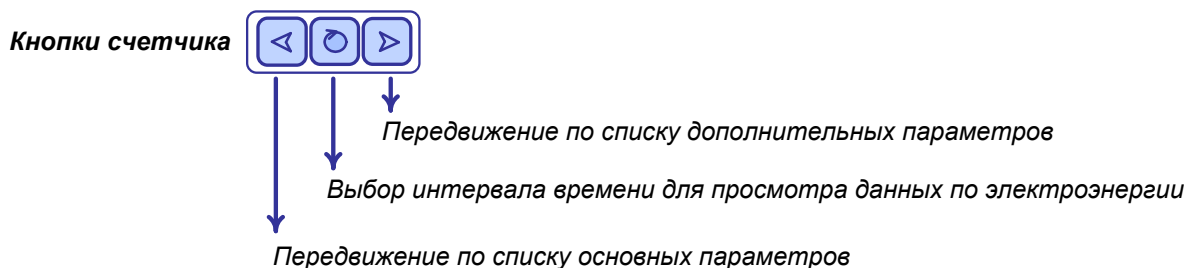 Кнопки счетчика
Передвижение по списку дополнительных параметров
Выбор интервала времени для просмотра данных по электроэнергии
Передвижение по списку основных параметров